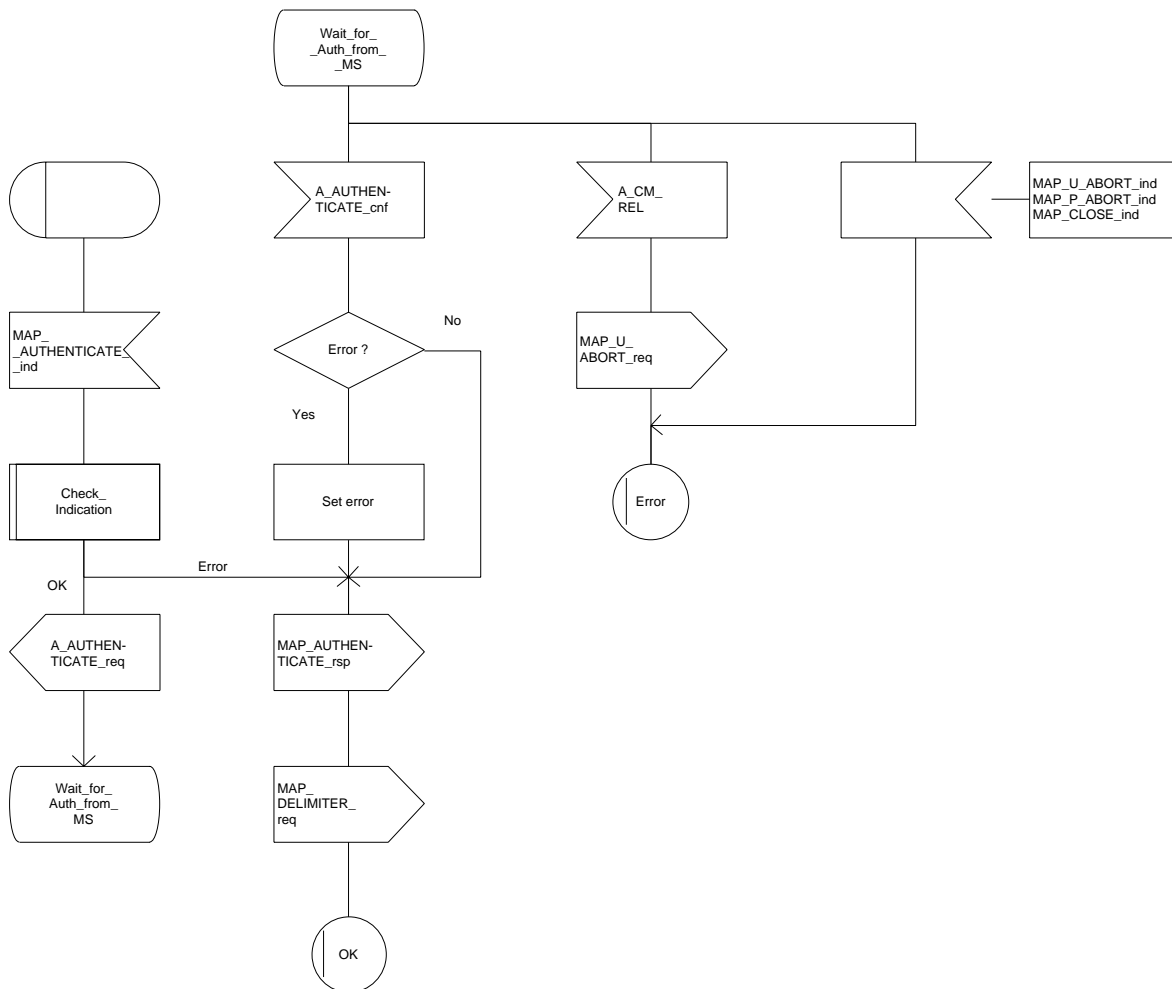 Wait_for_
_Auth_from_
_MS
A_AUTHEN-
TICATE_cnf
A_CM_
REL
MAP_U_ABORT_ind
MAP_P_ABORT_ind
MAP_CLOSE_ind
MAP_
_AUTHENTICATE_
_ind
Error ?
No
Yes
MAP_U_
ABORT_req
Check_
Indication
Set error
Error
Error
OK
A_AUTHEN-
TICATE_req
MAP_AUTHEN-
TICATE_rsp
Wait_for_
Auth_from_
MS
MAP_
DELIMITER_
req
OK